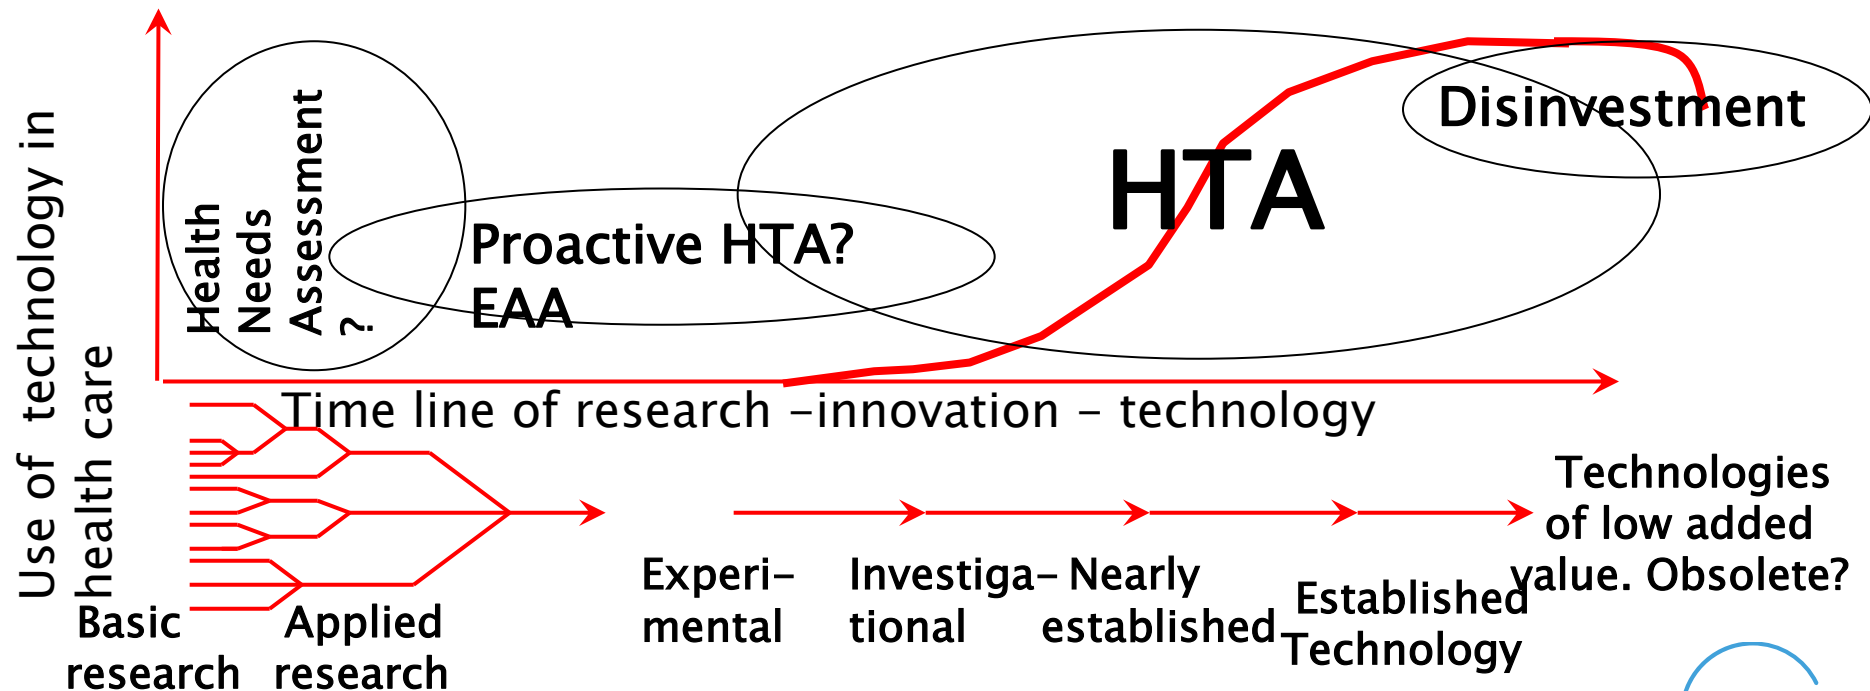 Use of technology in
health care
Health
Needs
Assessment
?
Proactive HTA?
EAA
HTA
Disinvestment
Time line of research –innovation – technology
Basic
research
Applied
research
Experi–
mental
Investiga–
tional
Nearly
established
Established
Technology
Technologies
of low added
value. Obsolete?